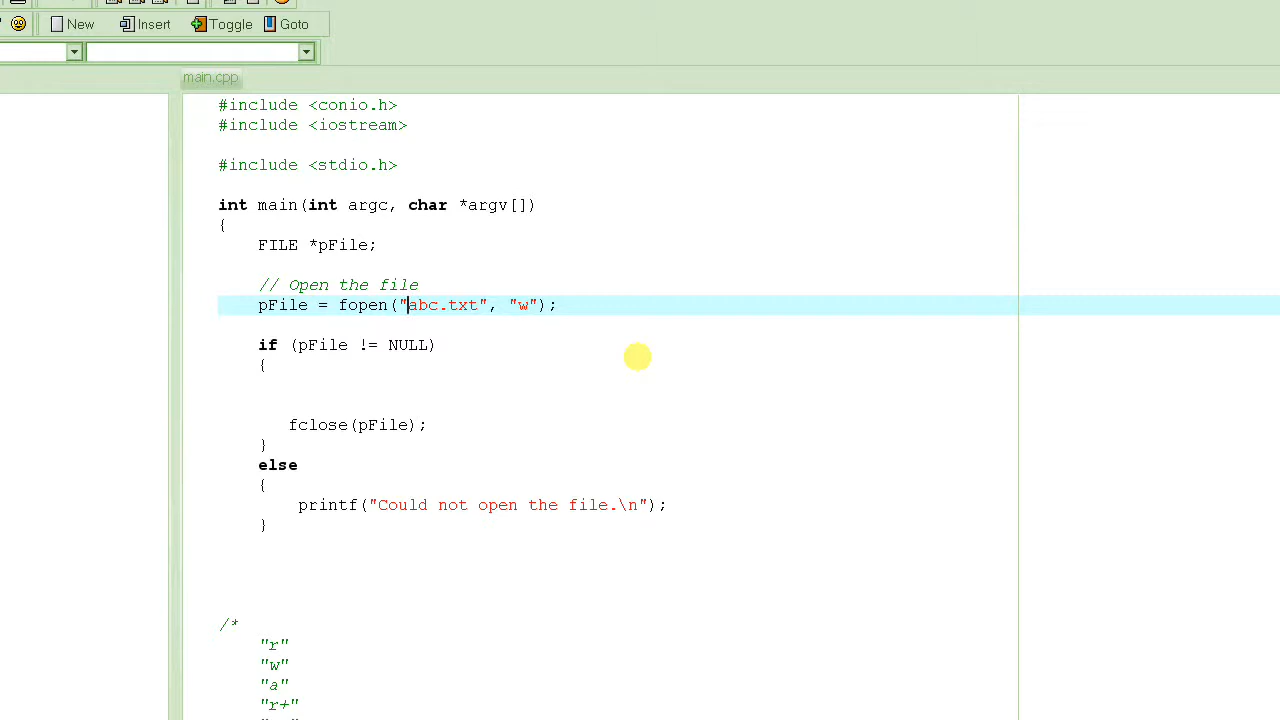 New Insert Toggle Goto
main.cpp
#include <conio.h>
#include <iostream>
#include <stdio.h>
int main(int argc, char *argv[])
{
FILE *pFile;
// Open the file
pFile = fopen("abc.txt", "w");
if (pFile != NULL)
{
fclose(pFile);
}
else
{
printf("Could not open the file.\n");
}
/*
"r"
"w"
"a"
"r+"